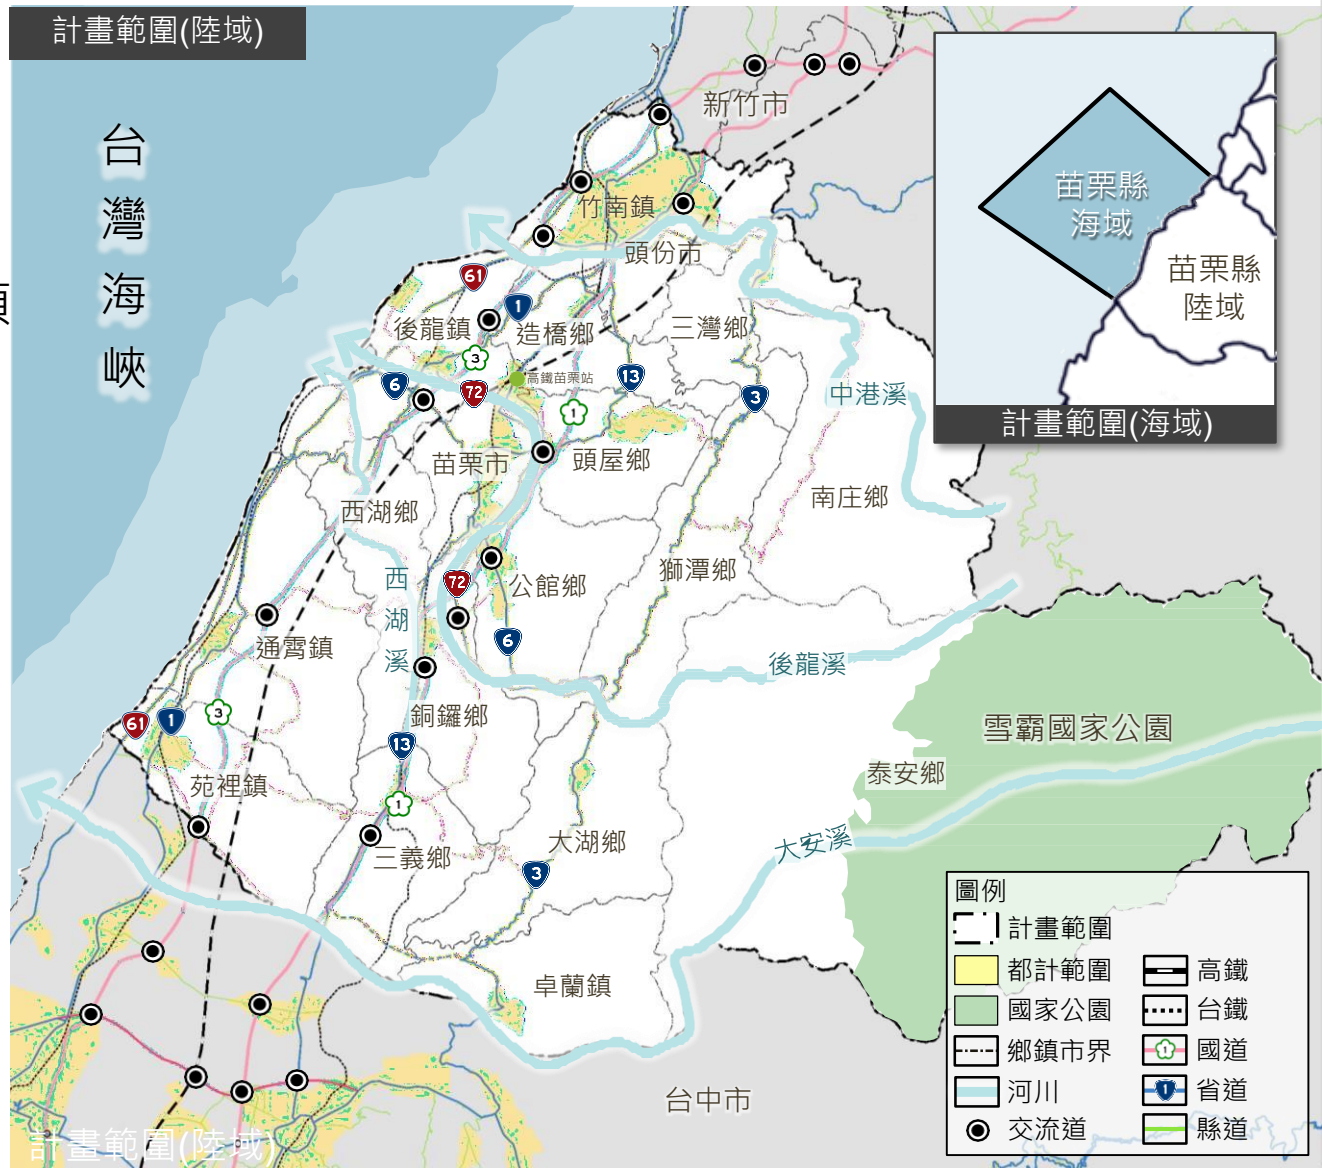 計畫範圍(陸域)
台灣海峽
新竹市
竹南鎮
頭份市
61
1
後龍鎮
造橋鄉
三灣鄉
3
高鐵苗栗站
6
72
13
3
1
中港溪
苗栗市
頭屋鄉
西湖鄉
南庄鄉
獅潭鄉
西湖溪
72
公館鄉
6
通霄鎮
後龍溪
61
1
3
銅鑼鄉
13
雪霸國家公園
泰安鄉
苑裡鎮
1
三義鄉
大湖鄉
大安溪
3
卓蘭鎮
台中市
計畫範圍(陸域)
苗栗縣
海域
苗栗縣
陸域
計畫範圍(海域)
圖例
計畫範圍
都計範圍
高鐵
國家公園
台鐵
鄉鎮市界
1
國道
河川
1
省道
交流道
縣道